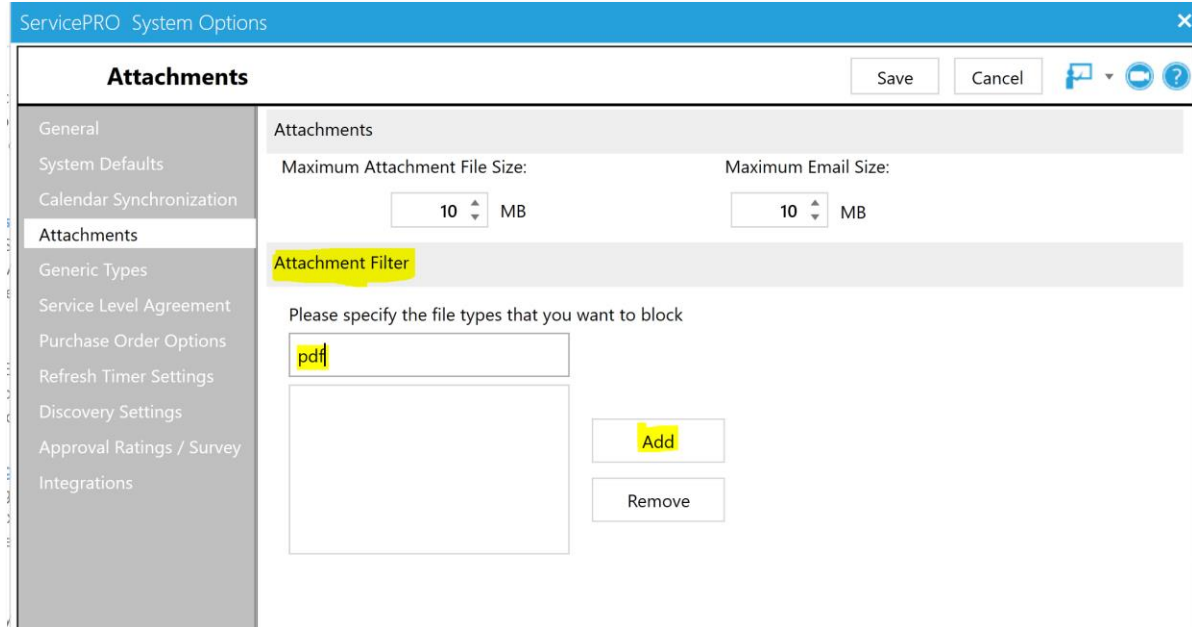 ServicePRO System Options
Attachments
Save
Cancel
General
System Defaults
Calendar Synchronization
Attachments
Generic Types
Service Level Agreement
Purchase Order Options
Refresh Timer Settings
Discovery Settings
Approval Ratings / Survey
Integrations
Attachments
Maximum Attachment File Size:
10 MB
Maximum Email Size:
10 MB
Attachment Filter
Please specify the file types that you want to block
pdf
Add
Remove